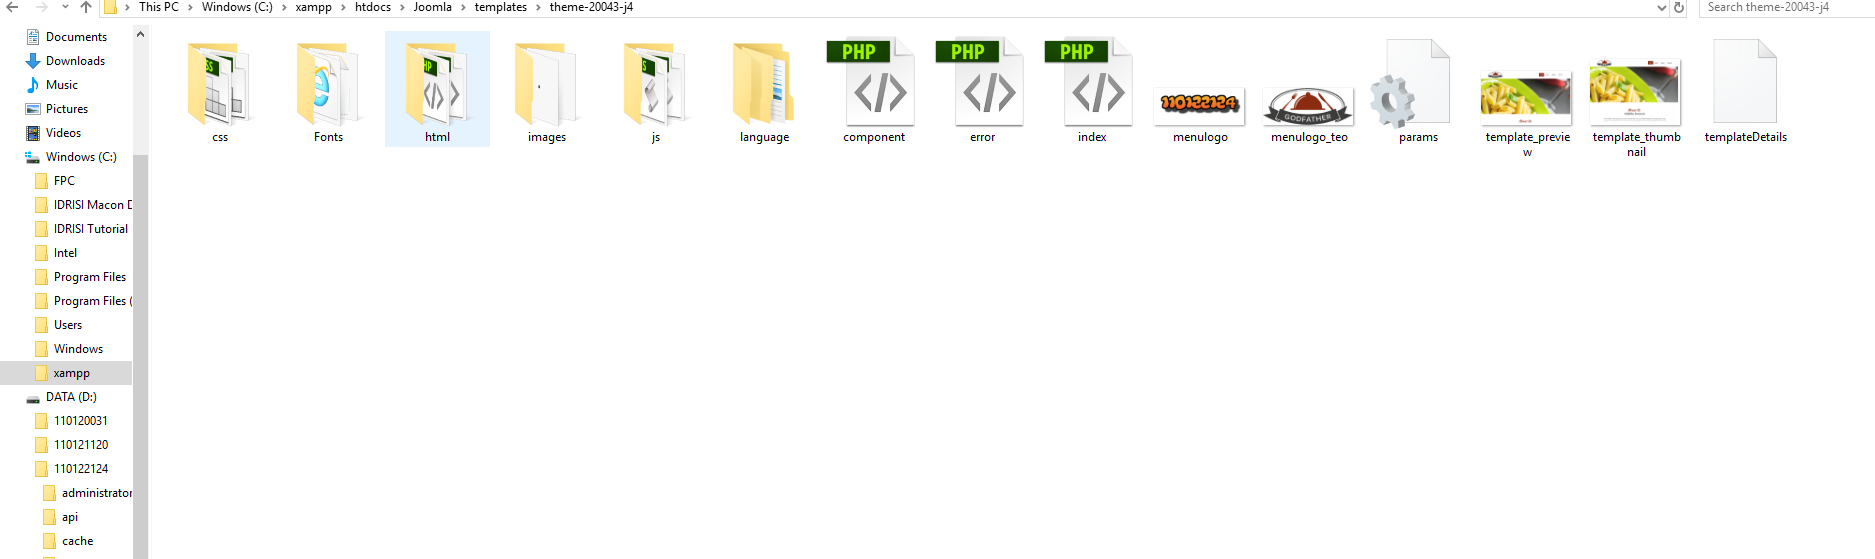 This PC > Windows (C:) > xampp > htdocs > Joomla > templates > theme-20043-j4
Search theme-20043-j4
Documents
Downloads
Music
Pictures
Videos
Windows (C:)
FPC
IDRISI Macon D
IDRISI Tutorial
Intel
Program Files
Program Files (
Users
Windows
xampp
DATA (D:)
110120031
110121120
110122124
administrator
api
cache
PHP
PHP
PHP
110122124
GODFATHER
css
Fonts
html
images
js
language
component
error
index
menulogo
menulogo_teo
params
template_previe
w
template_thumb
nail
templateDetails